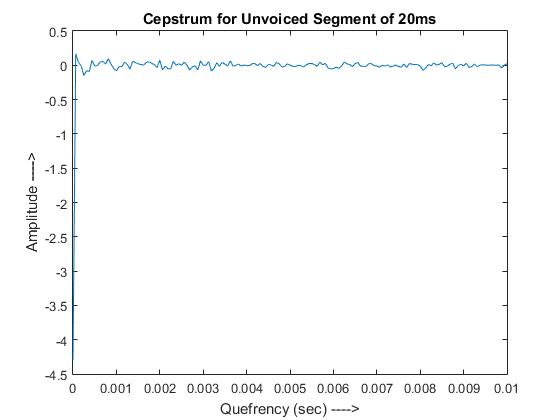 Cepstrum for Unvoiced Segment of 20ms
0.5
0
-0.5
-1
-1.5
-2
-2.5
-3
-3.5
-4
-4.5
Amplitude ---->
0 0.001 0.002 0.003 0.004 0.005 0.006 0.007 0.008 0.009 0.01
Quefrency (sec) ---->